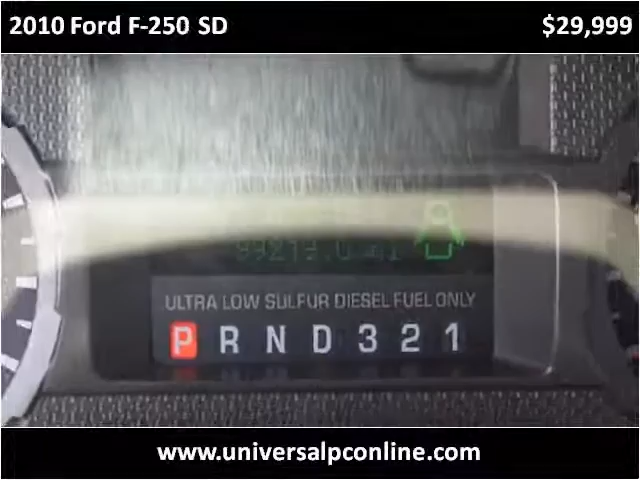 2010 Ford F-250 SD $29,999
ULTRA LOW SULFUR DIESEL FUEL ONLY
P R N D 3 2 1
www.universalpconline.com